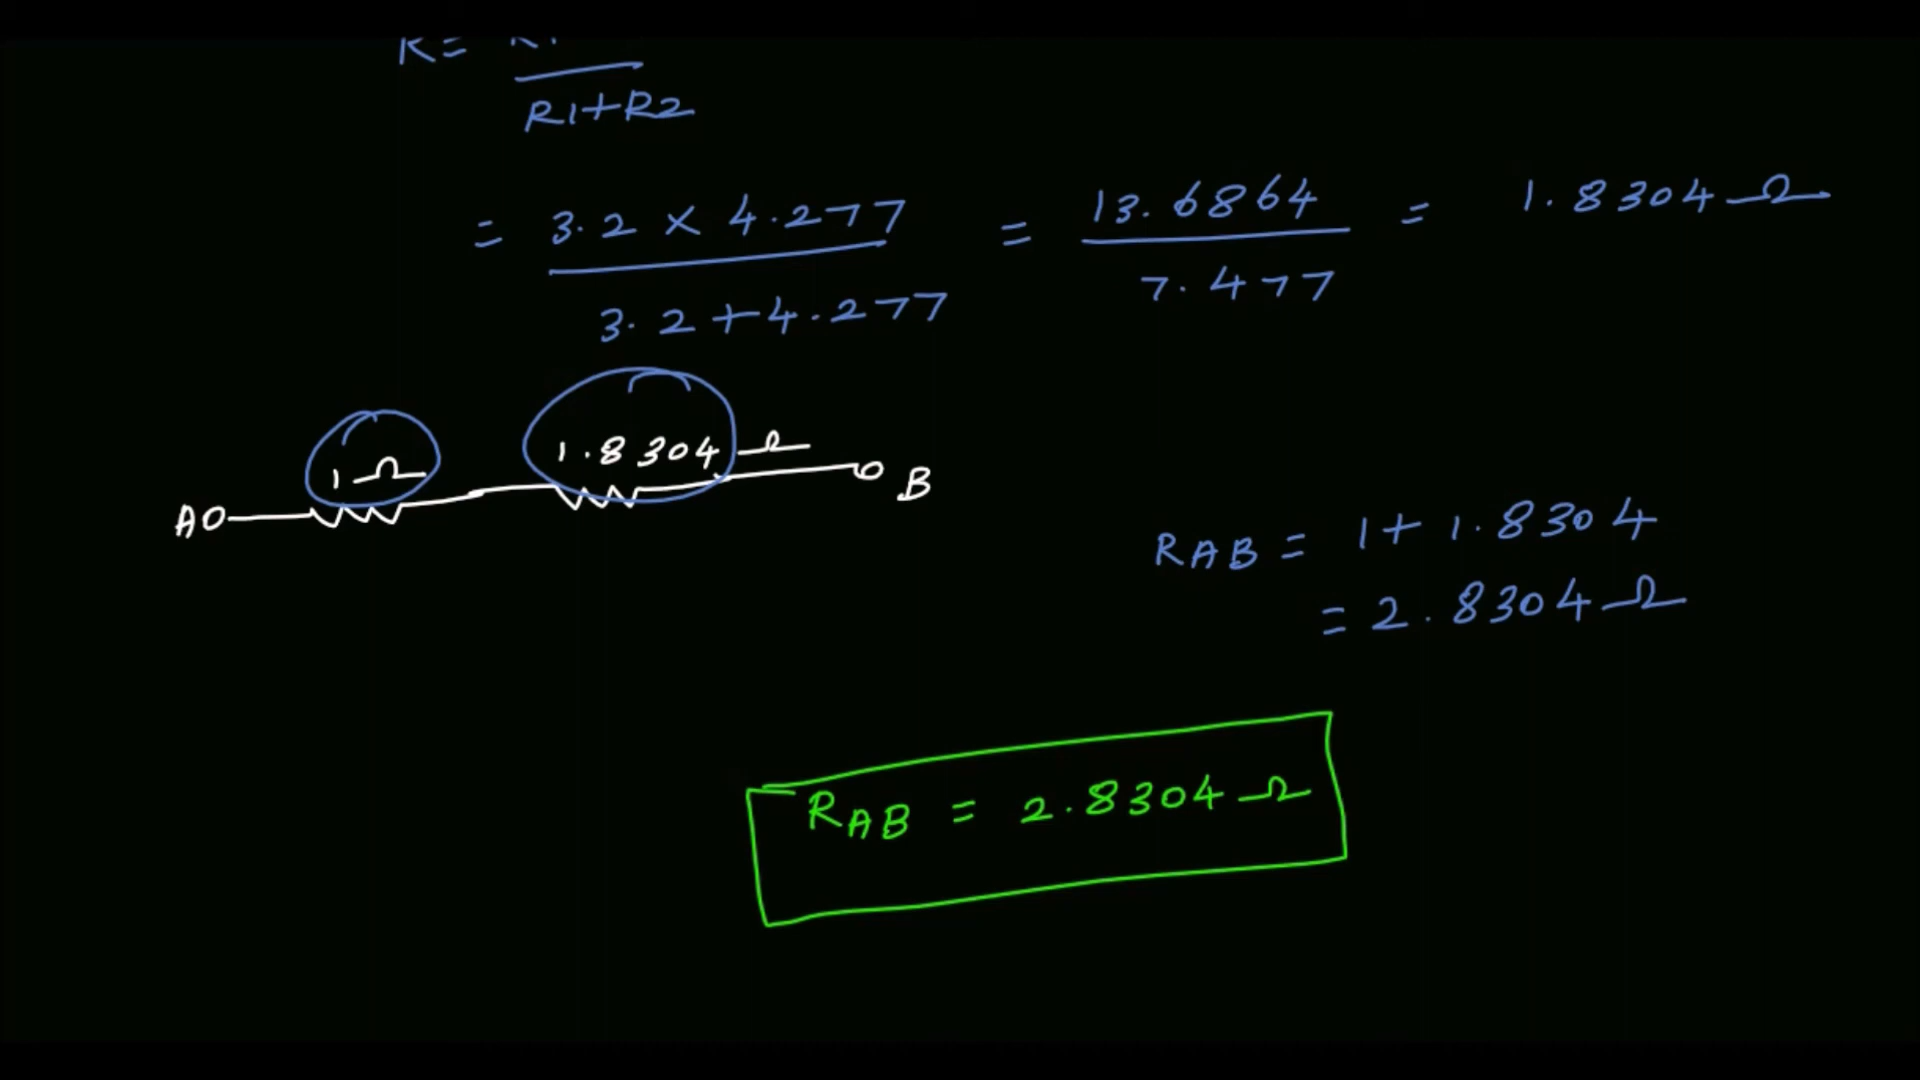 R =
R1+R2
= 3.2 × 4.277 = 13.6864 = 1.8304 Ω
3.2+4.277 7.477
1 Ω 1.8304 Ω
A B
RAB = 1+ 1.8304
= 2.8304 Ω
RAB = 2.8304 Ω